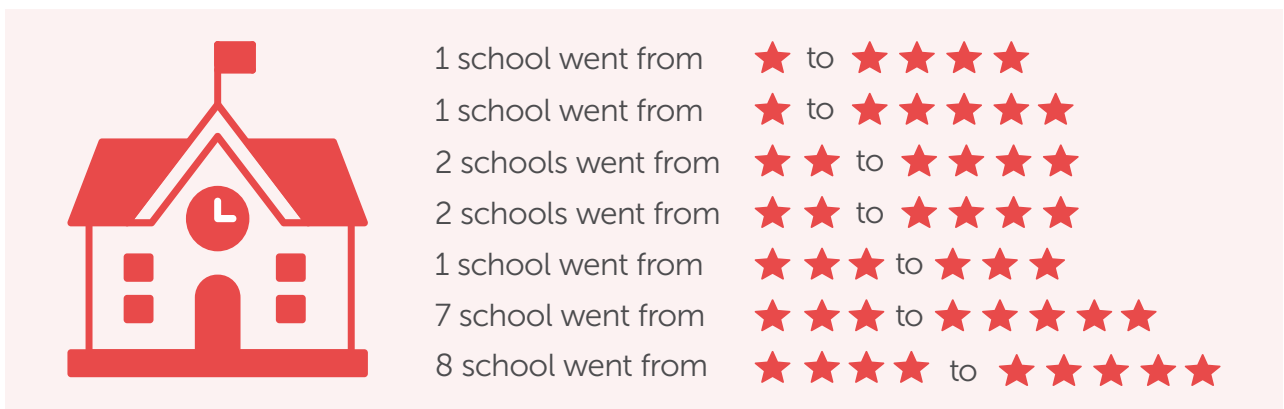 1 school went from ★ to ★ ★ ★ ★
1 school went from ★ to ★ ★ ★ ★ ★
2 schools went from ★ ★ to ★ ★ ★ ★
2 schools went from ★ ★ to ★ ★ ★ ★
1 school went from ★ ★ ★ to ★ ★ ★
7 school went from ★ ★ ★ to ★ ★ ★ ★ ★
8 school went from ★ ★ ★ ★ to ★ ★ ★ ★ ★